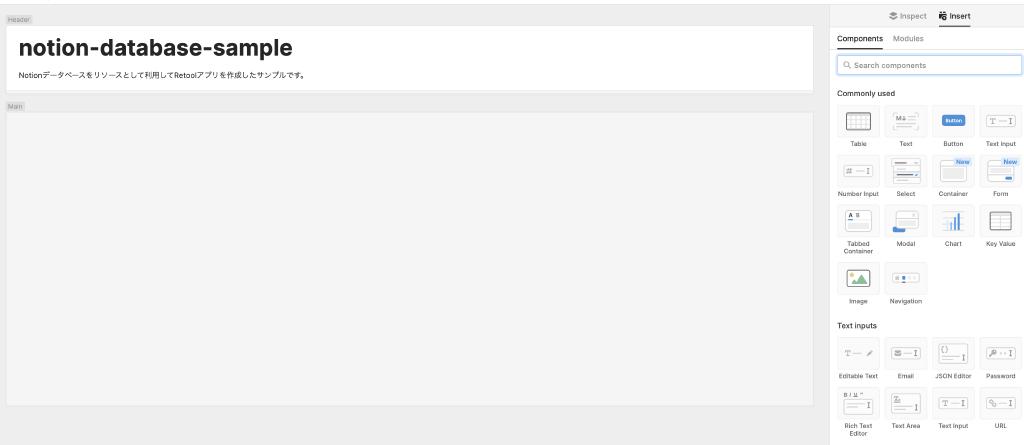 Header
notion-database-sample
Notionデータベースをリソースとして利用してRetoolアプリを作成したサンプルです。
Main
Inspect
Insert
Components
Modules
Search components
Commonly used
Table
Text
Button
Button
Text Input
Number Input
Select
New
Container
New
Form
Tabbed
Container
Modal
Chart
Key Value
Image
Navigation
Text inputs
Editable Text
Email
JSON Editor
Password
Rich Text
Editor
Text Area
Text Input
URL